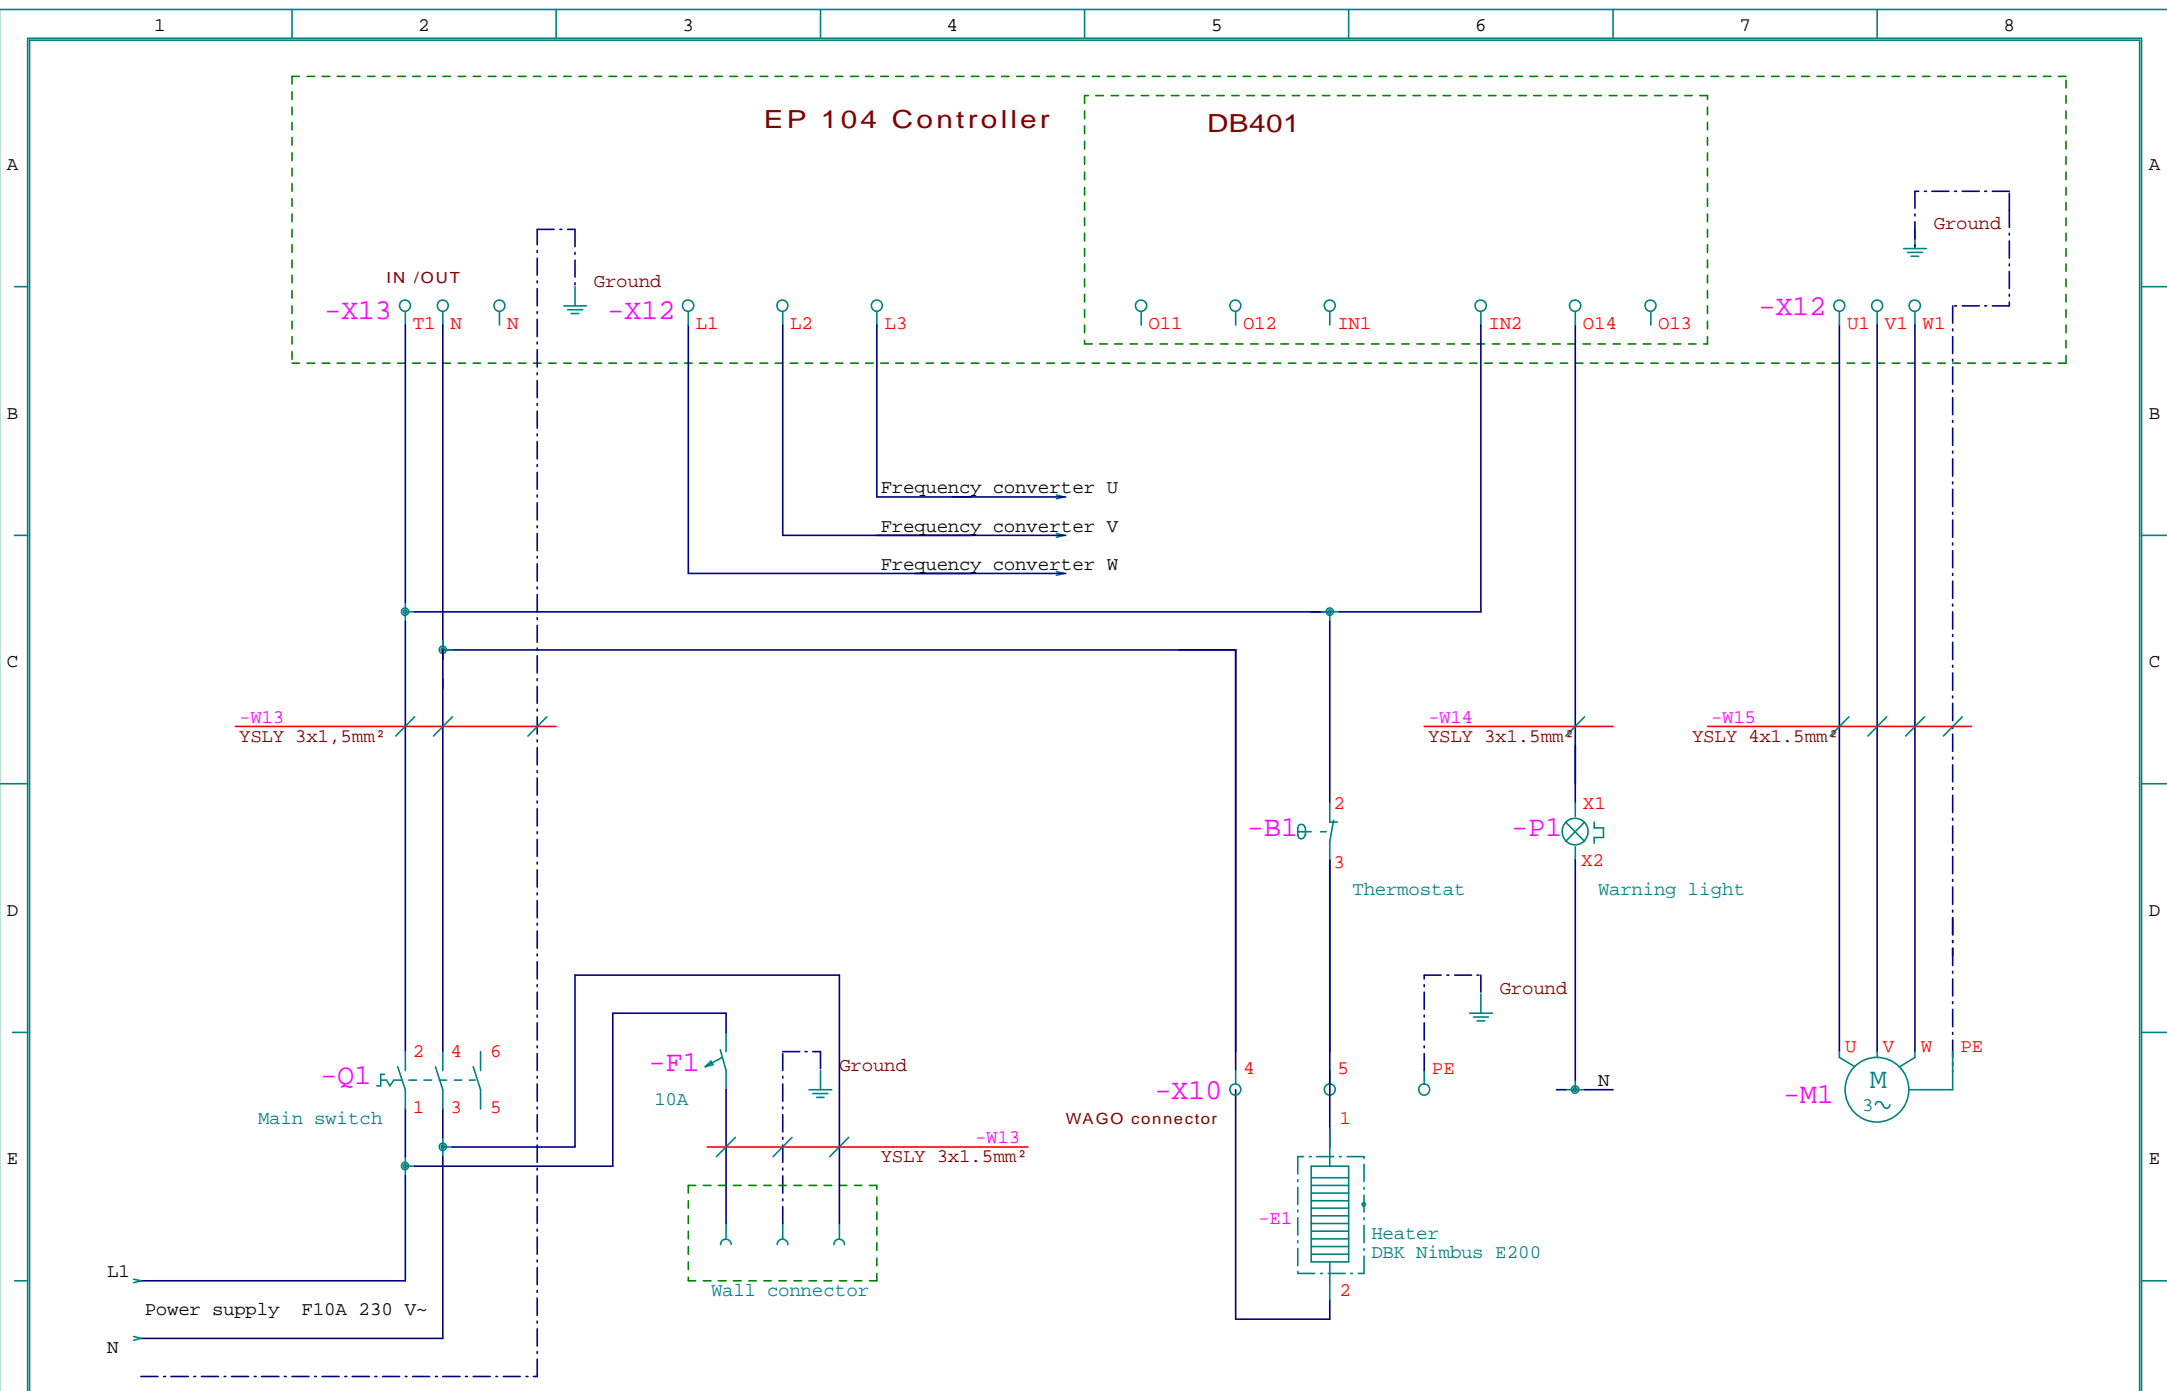 1 2 3 4 5 6 7 8
EP 104 Controller
DB401
A A
Ground
IN /OUT
Ground
-X13 T1 N N
-X12 L1 L2 L3
O11 O12 IN1 IN2 O14 O13
-X12 U1 V1 W1
B B
Frequency converter U
Frequency converter V
Frequency converter W
C C
-W13
YSLY 3x1,5mm²
-W14
YSLY 3x1.5mm²
-W15
YSLY 4x1.5mm²
2
-B1
3
Thermostat
X1
-P1
X2
Warning light
D D
Ground
2 4 6
-Q1
1 3 5
Main switch
-F1
10A
Ground
4 5 PE
-X10
WAGO connector
1
N
U V W PE
-M1
M
3~
-W13
YSLY 3x1.5mm²
E E
-E1
Heater
DBK Nimbus E200
2
Wall connector
L1
Power supply F10A 230 V~
N